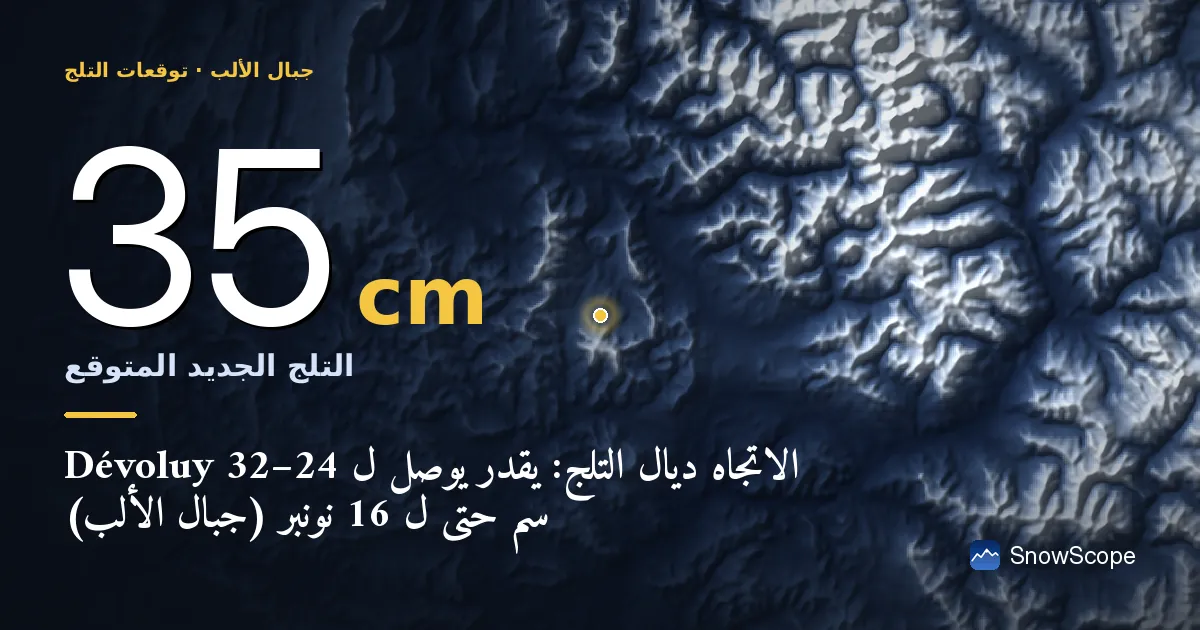 جبال الألب · توقعات التلج
35 cm
التلج الجديد المتوقع
الاتجاه ديال التلج: يقدر يوصل ل Dévoluy 32–24
سم حتى ل 16 نونبر (جبال الألب)
SnowScope